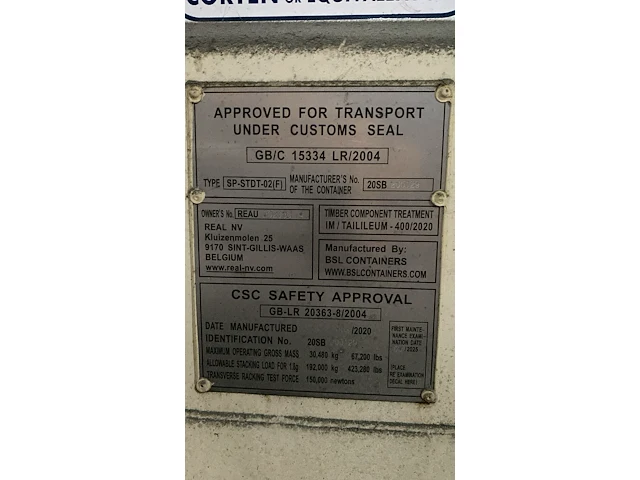 CORTEN OR EQUIVALENT
APPROVED FOR TRANSPORT
UNDER CUSTOMS SEAL
GB/C 15334 LR/2004
TYPE SP-STDT-02(F) MANUFACTURER'S No. OF THE CONTAINER 20SB
OWNER'S No. REAU
REAL NV
Kluizenmolen 25
9170 SINT-GILLIS-WAAS
BELGIUM
www.real-nv.com
TIMBER COMPONENT TREATMENT
IM / TAILILEUM - 400/2020
Manufactured By:
BSL CONTAINERS
WWW.BSLCONTAINERS.COM
CSC SAFETY APPROVAL
GB-LR 20363-8/2004
DATE MANUFACTURED /2020
IDENTIFICATION No. 20SB
MAXIMUM OPERATING GROSS MASS 30,480 kg 67,200 lbs
ALLOWABLE STACKING LOAD FOR 1.8g 192,000 kg 423,280 lbs
TRANSVERSE RACKING TEST FORCE 150,000 newtons
FIRST MAINTE-
NANCE EXAMI-
NATION DATE
/2025
(PLACE
RE EXAMINATION
DECAL HERE)